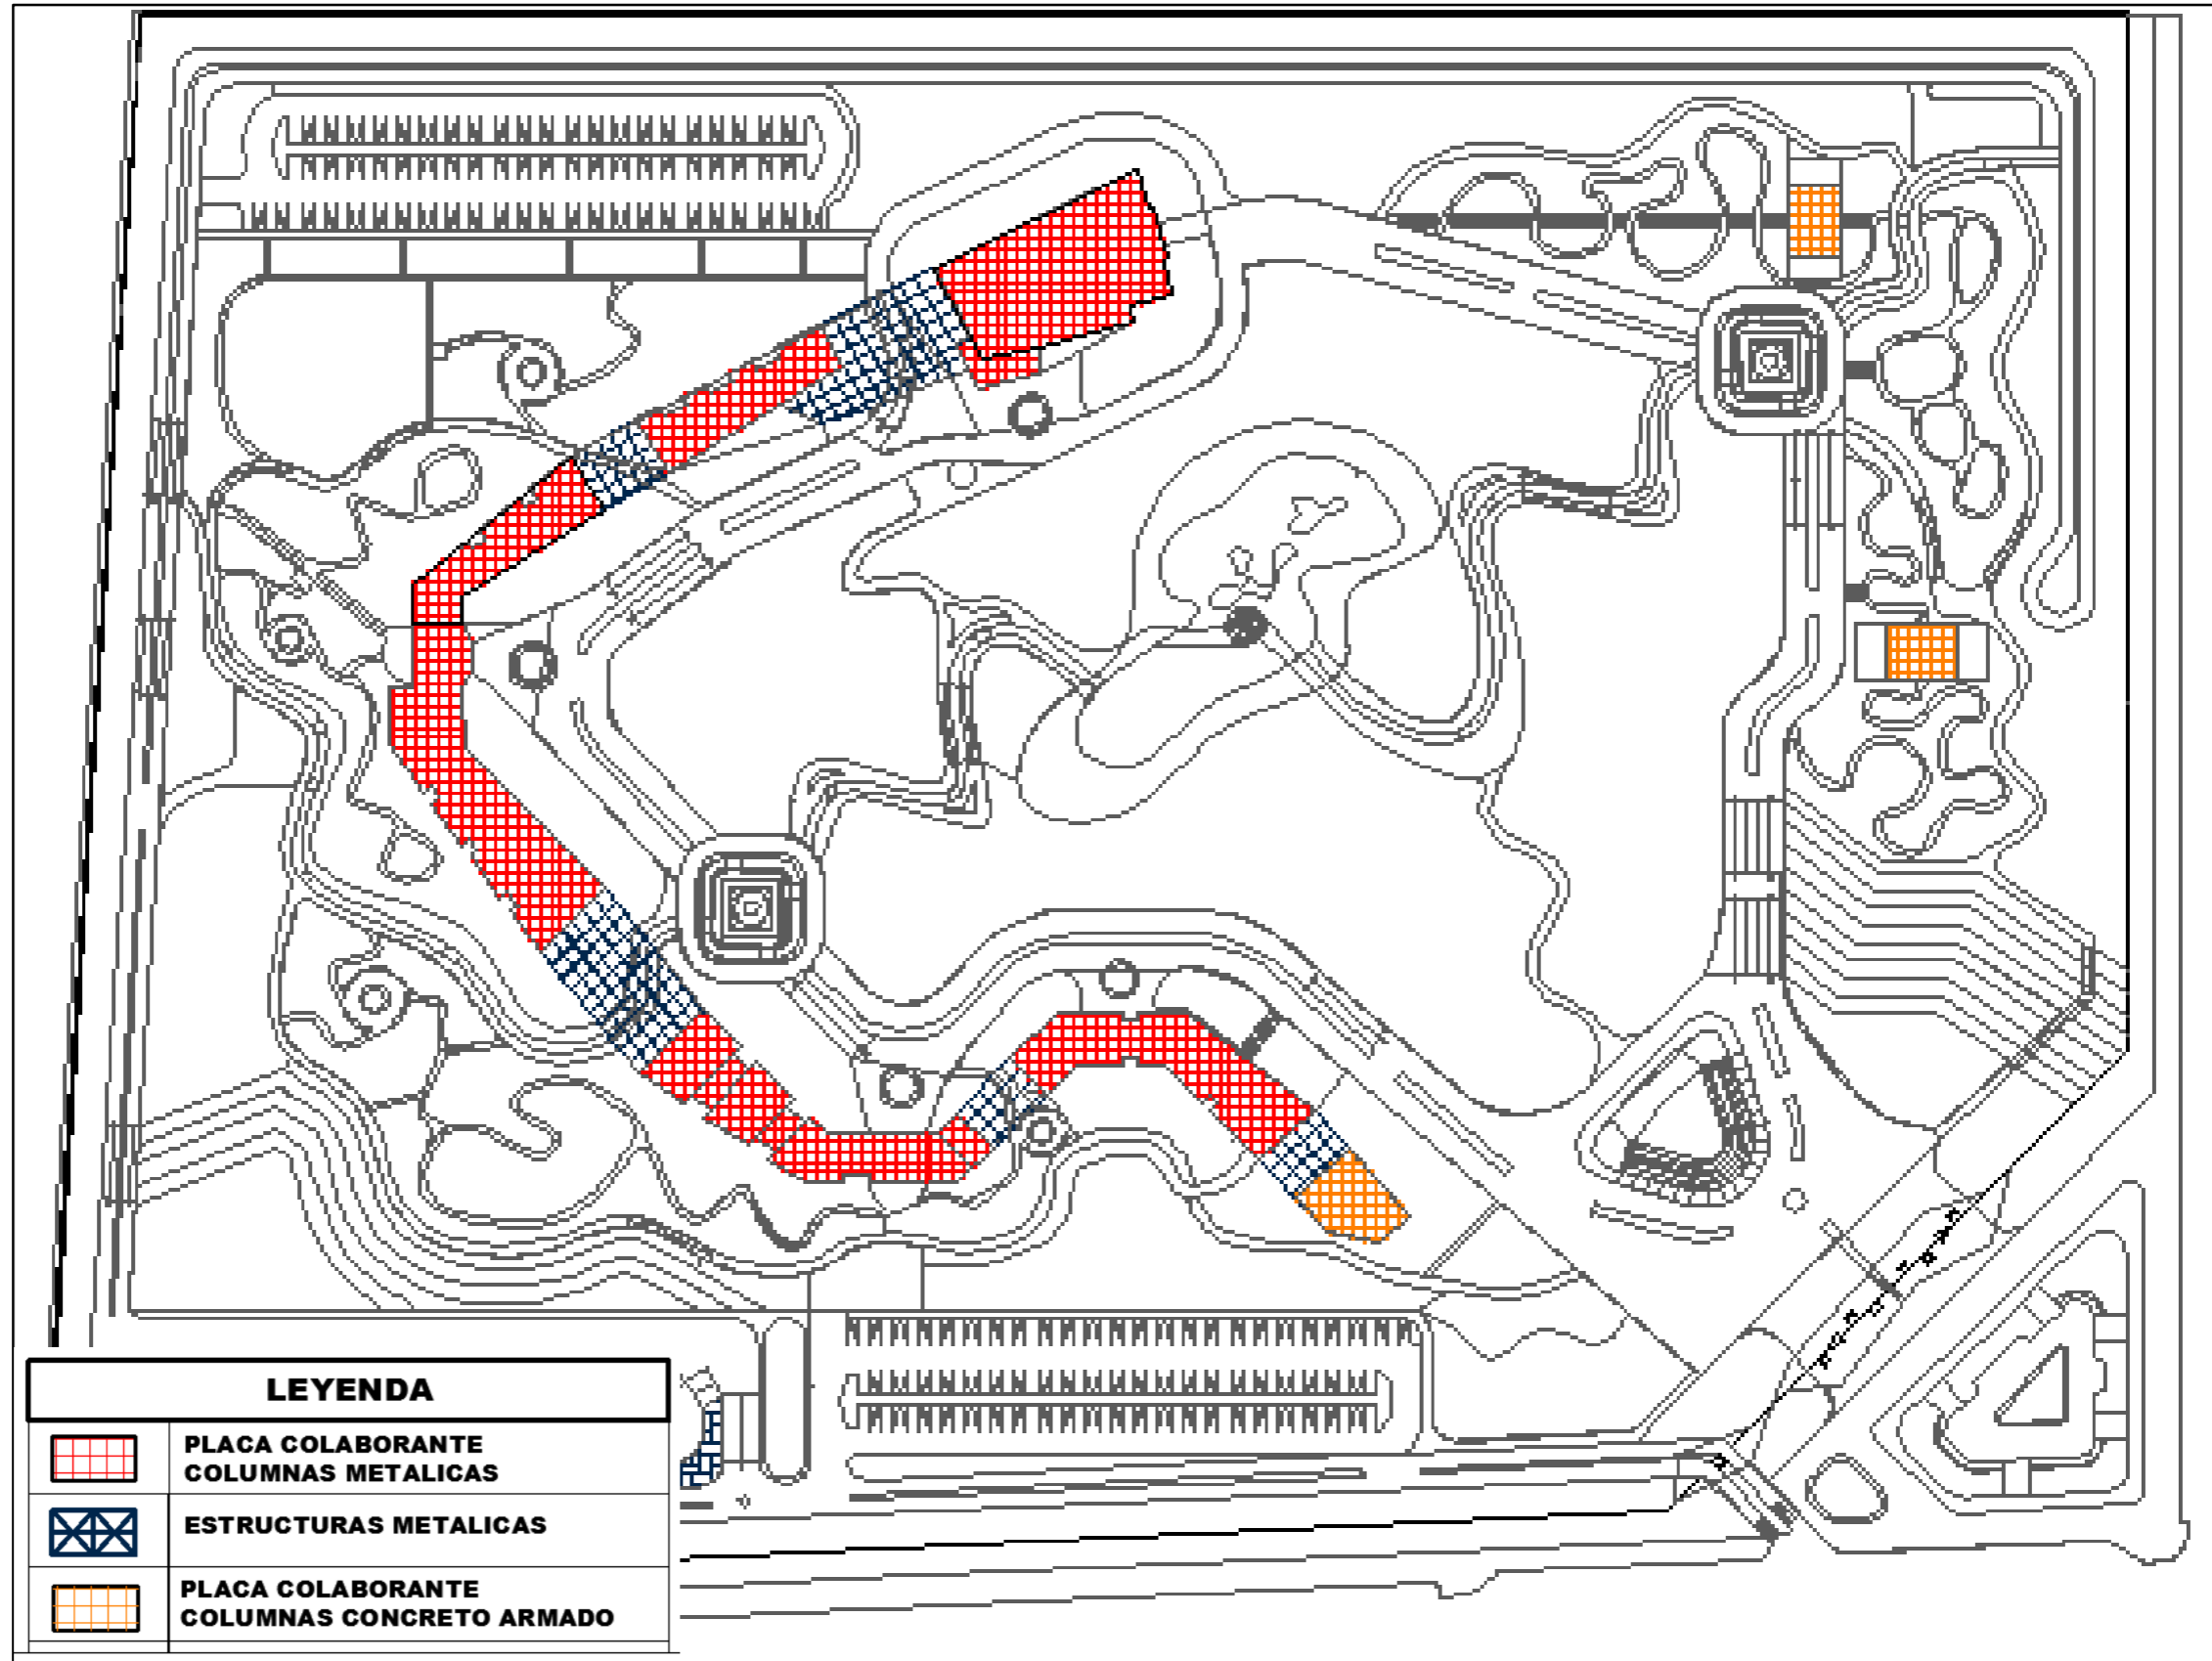 LEYENDA
PLACA COLABORANTE
COLUMNAS METALICAS
ESTRUCTURAS METALICAS
PLACA COLABORANTE
COLUMNAS CONCRETO ARMADO